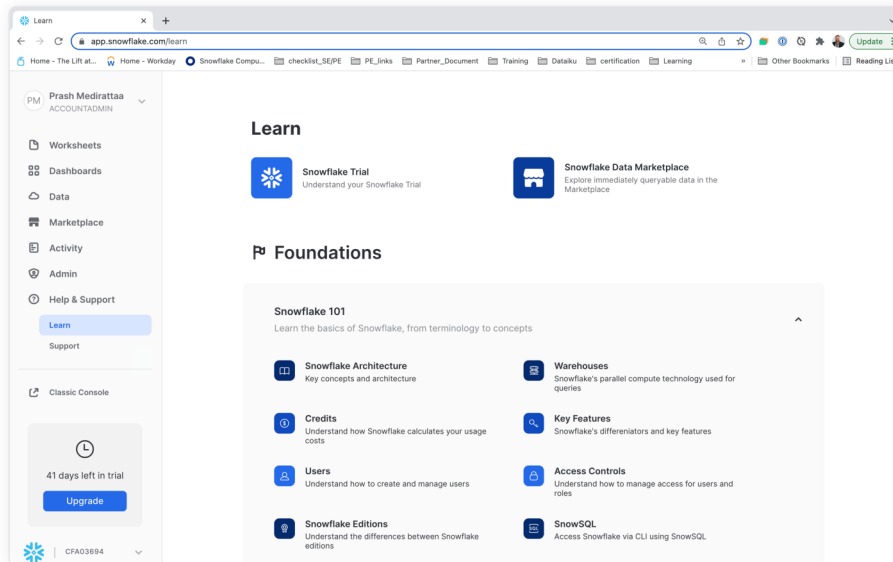 Learn
app.snowflake.com/learn
Update
Home - The Lift at... Home - Workday Snowflake Compu... checklist_SE/PE PE_links Partner_Document Training Dataiku certification Learning » Other Bookmarks Reading Lis
PM
Prash Medirattaa
ACCOUNTADMIN
Worksheets
Dashboards
Data
Marketplace
Activity
Admin
Help & Support
Learn
Support
Classic Console
41 days left in trial
Upgrade
CFA03694
Learn
Snowflake Trial
Understand your Snowflake Trial
Snowflake Data Marketplace
Explore immediately queryable data in the
Marketplace
Foundations
Snowflake 101
Learn the basics of Snowflake, from terminology to concepts
Snowflake Architecture
Key concepts and architecture
Warehouses
Snowflake's parallel compute technology used for
queries
Credits
Understand how Snowflake calculates your usage
costs
Key Features
Snowflake's differeniators and key features
Users
Understand how to create and manage users
Access Controls
Understand how to manage access for users and
roles
Snowflake Editions
Understand the differences between Snowflake
editions
SQL
SnowSQL
Access Snowflake via CLI using SnowSQL